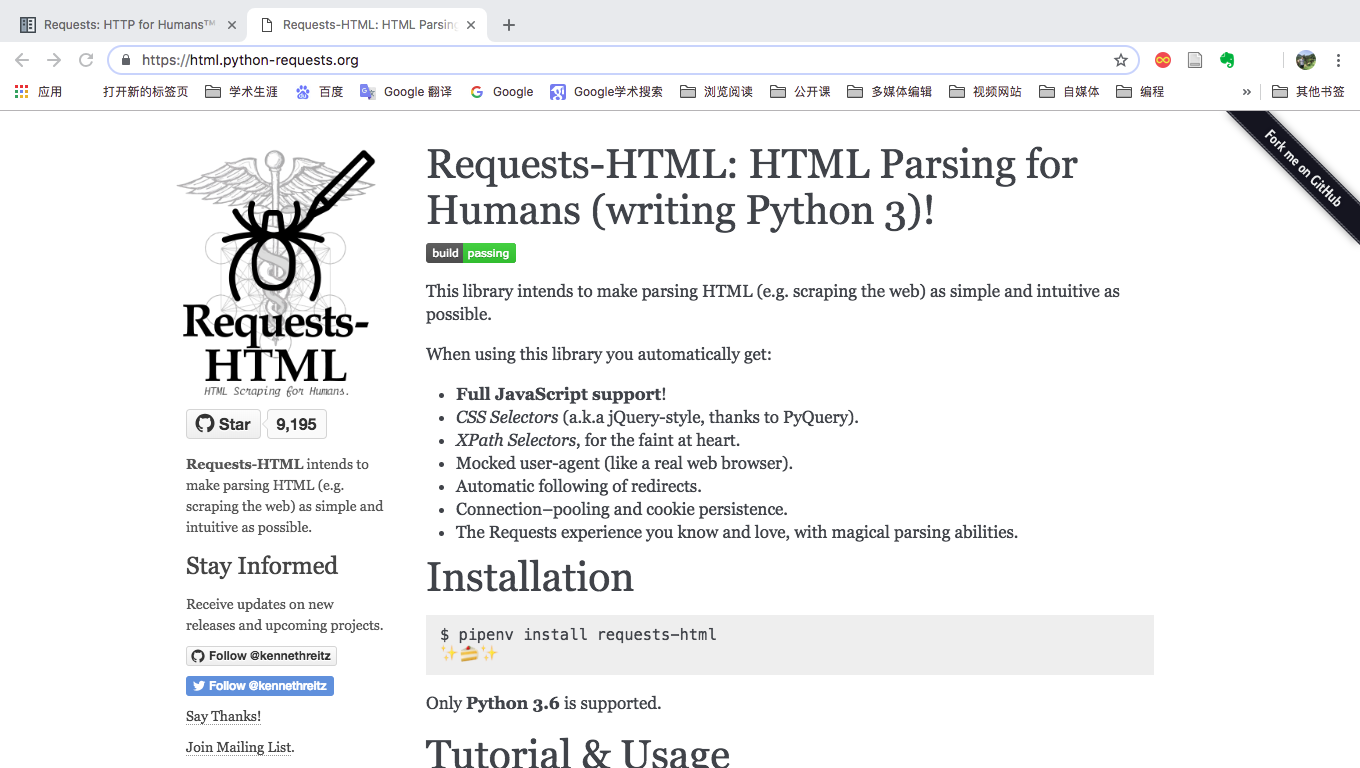 Requests: HTTP for Humans™
Requests-HTML: HTML Parsing
https://html.python-requests.org
应用
打开新的标签页
学术生涯
百度
Google 翻译
Google
Google学术搜索
浏览阅读
公开课
多媒体编辑
视频网站
自媒体
编程
»
其他书签
Fork me on GitHub
Requests-
HTML
HTML Scraping for Humans.
Star
9,195
Requests-HTML intends to
make parsing HTML (e.g.
scraping the web) as simple and
intuitive as possible.
Stay Informed
Receive updates on new
releases and upcoming projects.
Follow @kennethreitz
Follow @kennethreitz
Say Thanks!
Join Mailing List.
Requests-HTML: HTML Parsing for
Humans (writing Python 3)!
build passing
This library intends to make parsing HTML (e.g. scraping the web) as simple and intuitive as
possible.
When using this library you automatically get:
• Full JavaScript support!
• CSS Selectors (a.k.a jQuery-style, thanks to PyQuery).
• XPath Selectors, for the faint at heart.
• Mocked user-agent (like a real web browser).
• Automatic following of redirects.
• Connection–pooling and cookie persistence.
• The Requests experience you know and love, with magical parsing abilities.
Installation
$ pipenv install requests-html
✨🍰✨
Only Python 3.6 is supported.
Tutorial & Usage